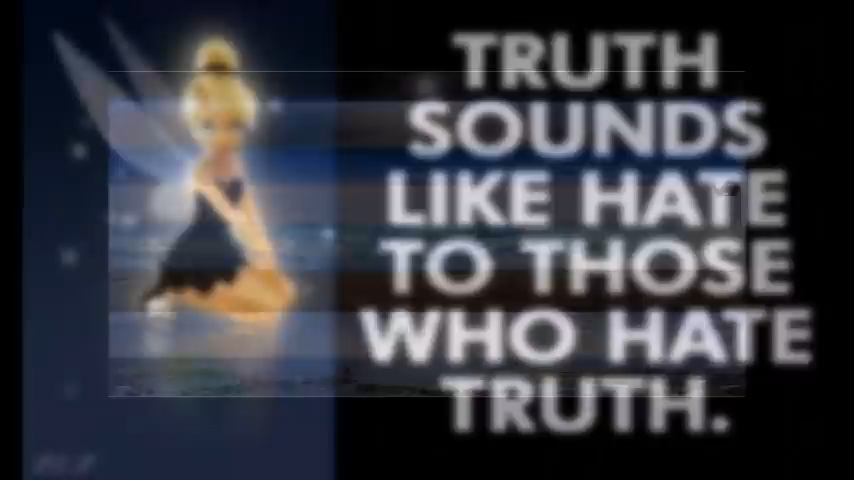 TRUTH
SOUNDS
LIKE HATE
TO THOSE
WHO HATE
TRUTH.